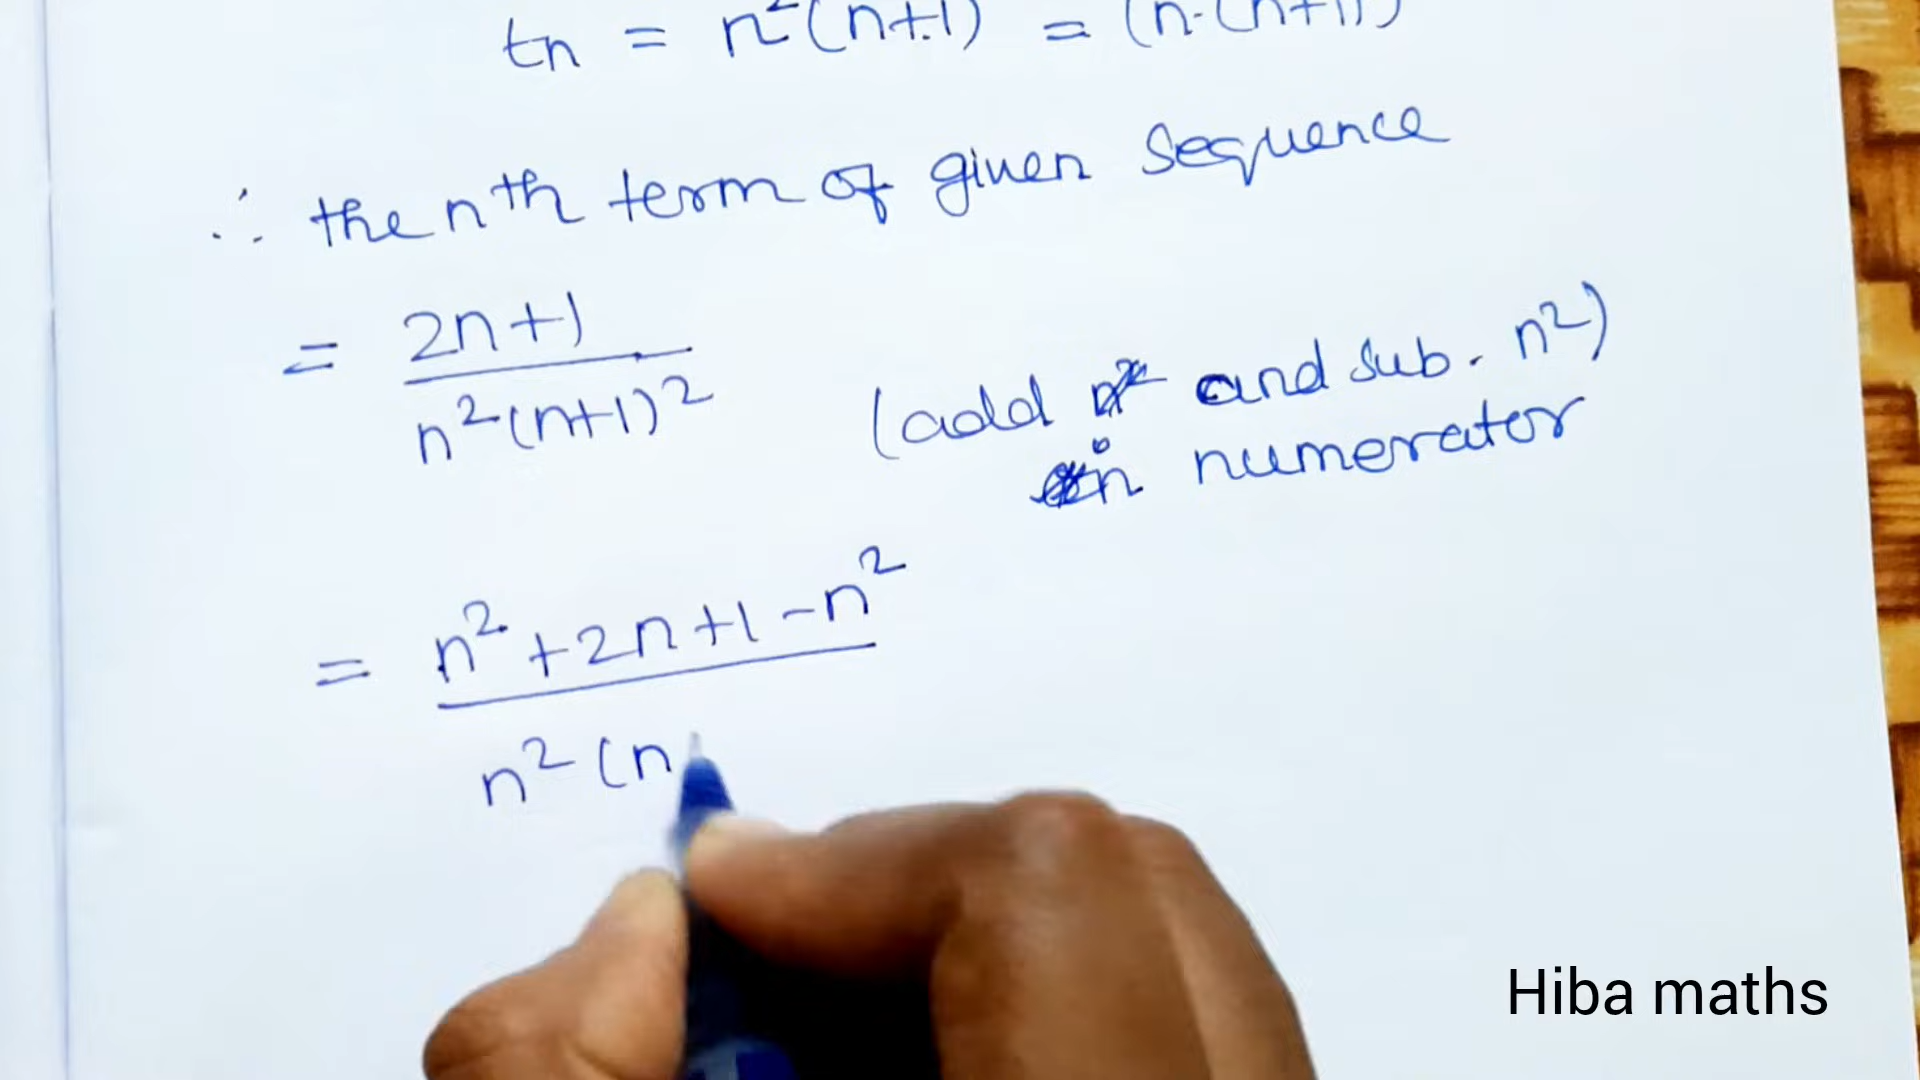 tn = n²(n+1) = (n·(n+1))
∴ the nth term of given sequence
= 2n+1
n²(n+1)²
(add n² and sub. n²)
in numerator
= n²+2n+1-n²
n²(n
Hiba maths